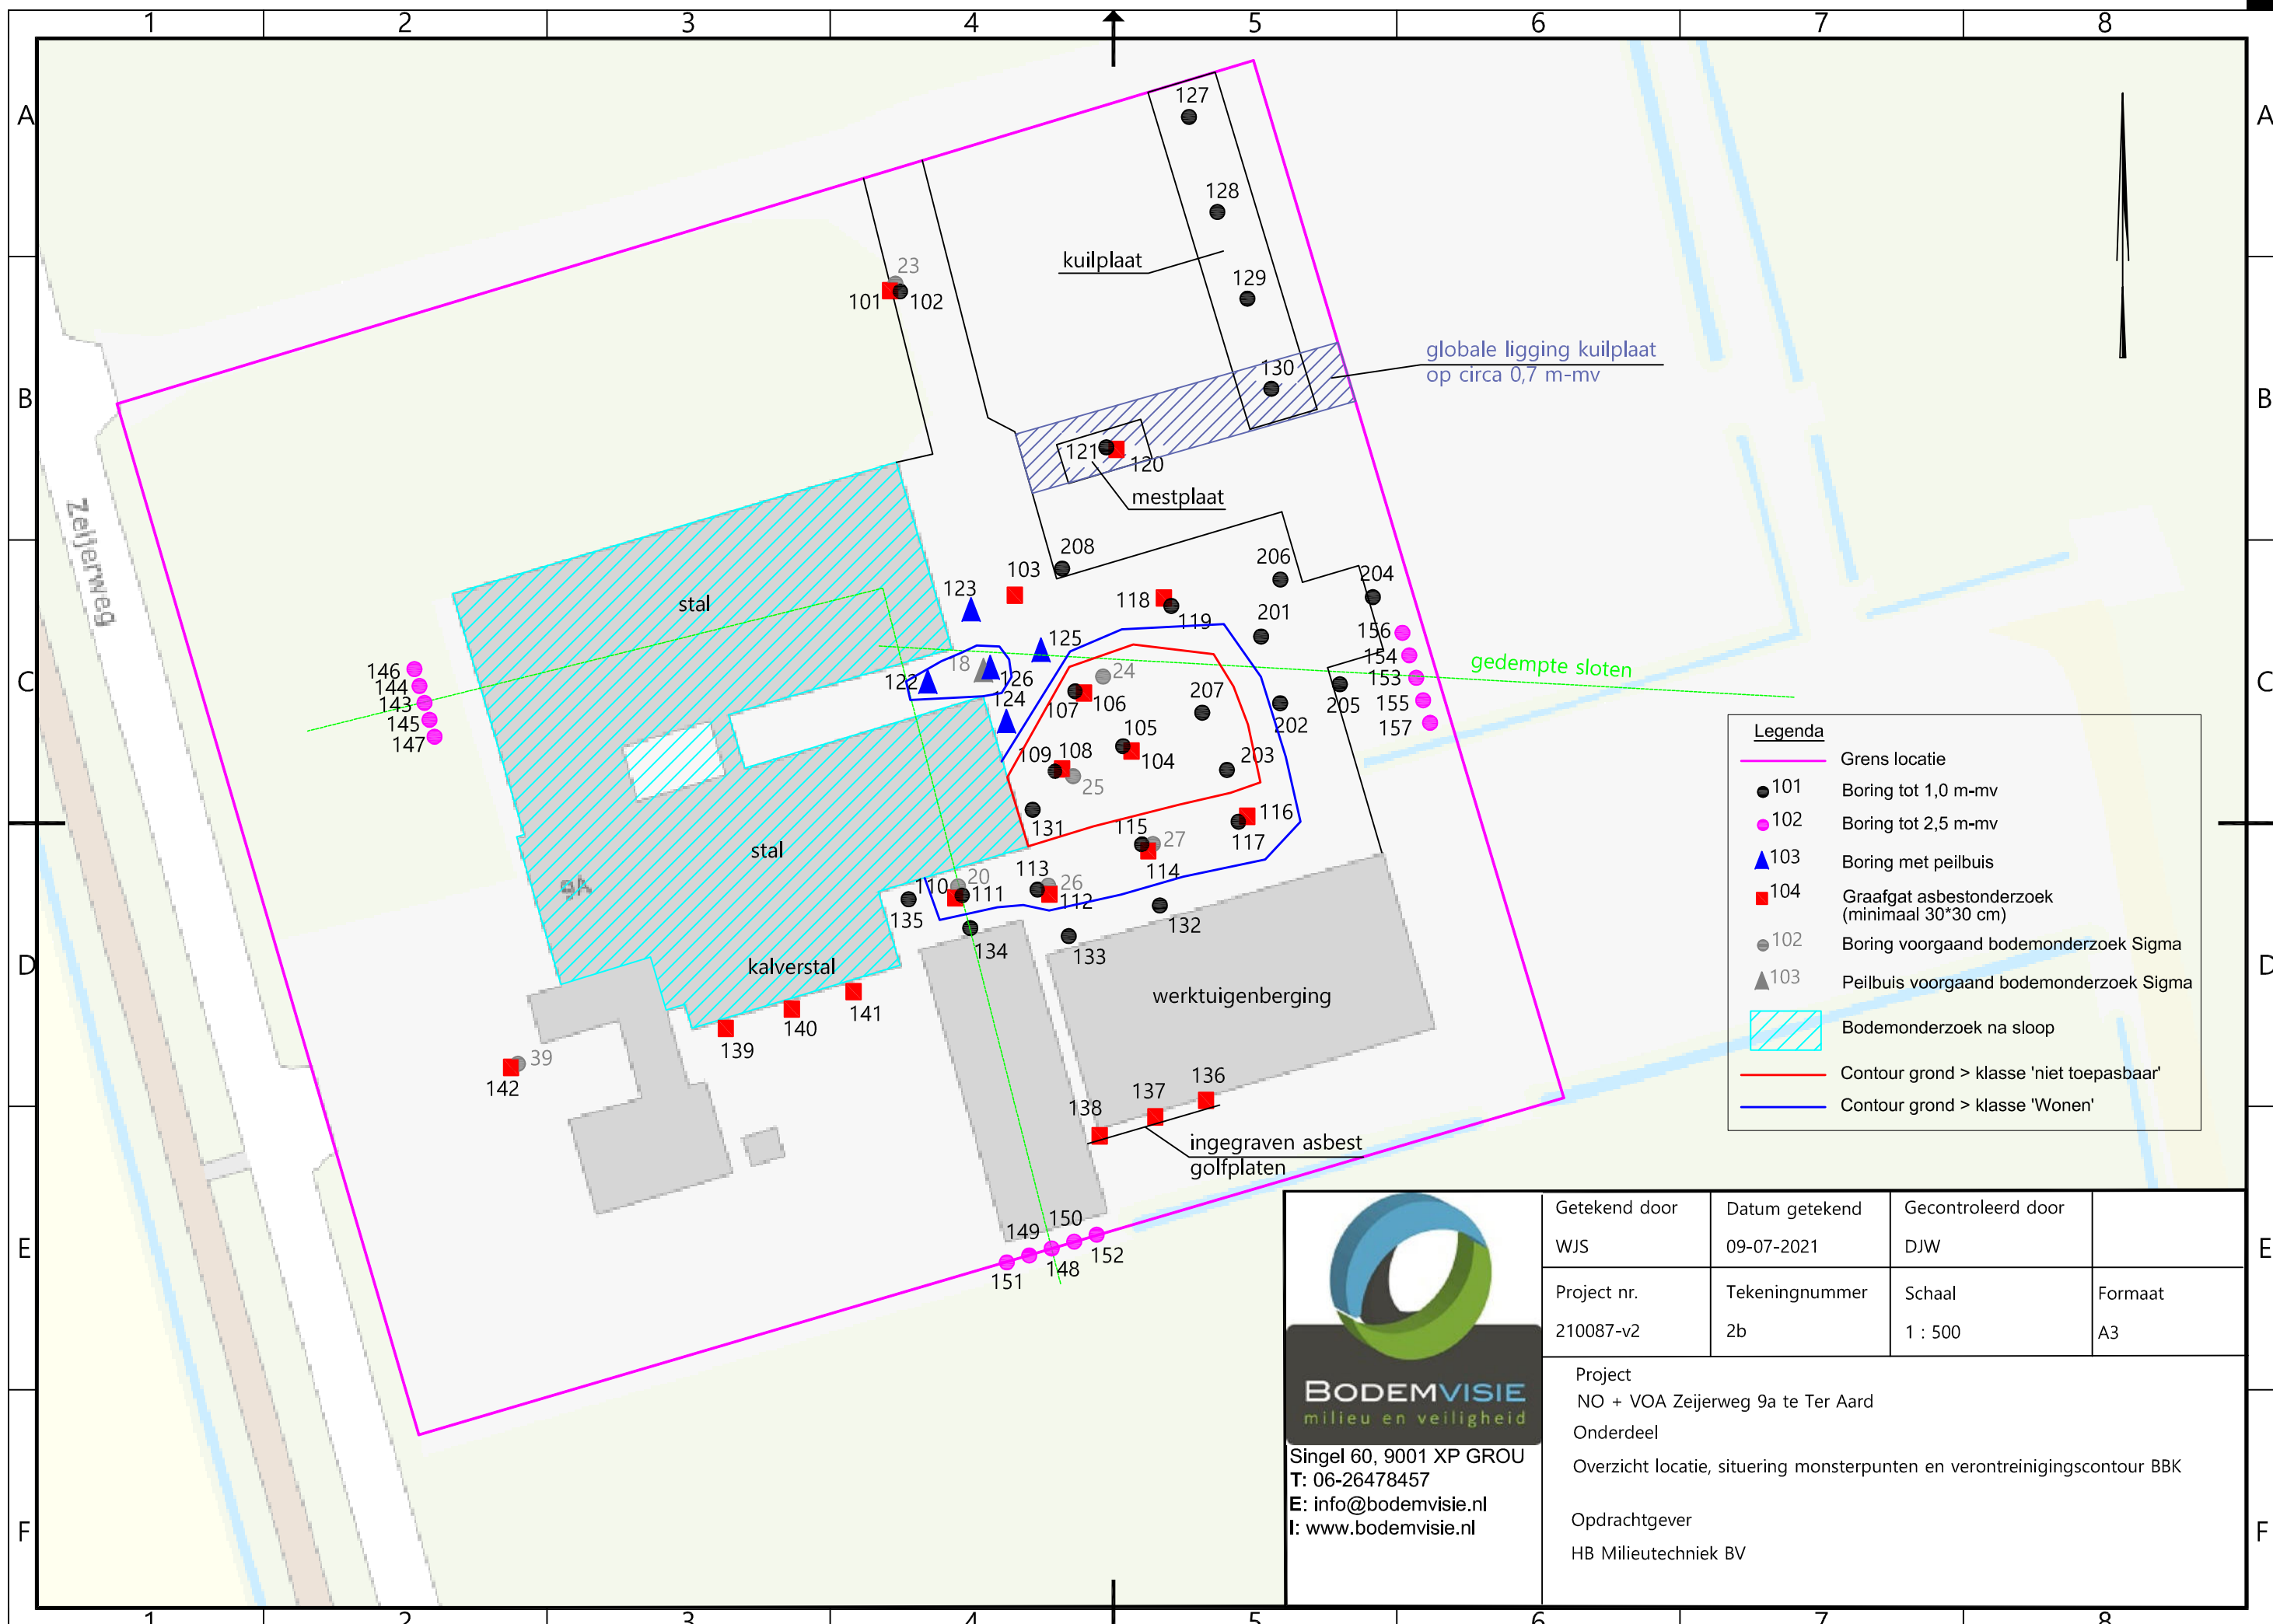 1 2 3 4 5 6 7 8
A A
B B
C C
D D
E E
F F
1 2 3 4 5 6 7 8
127
128
kuilplaat
129
23
101 102
globale ligging kuilplaat
op circa 0,7 m-mv
130
121
120
mestplaat
Zeijerweg
208
206
204
103
123
stal
118
119
201
125
156
154
153
155
157
gedempte sloten
18
122
126
124
24
107 106
207
202
205
146
144
143
145
147
105
104
109 108
25
203
131
116
117
115
27
114
stal
9A
113
26
112
110
20
111
135
134
133
132
kalverstal
werktuigenberging
141
140
139
39
142
136
137
138
ingegraven asbest
golfplaten
149
150
151
148
152
Legenda
Grens locatie
101 Boring tot 1,0 m-mv
102 Boring tot 2,5 m-mv
103 Boring met peilbuis
104 Graafgat asbestonderzoek
(minimaal 30*30 cm)
102 Boring voorgaand bodemonderzoek Sigma
103 Peilbuis voorgaand bodemonderzoek Sigma
Bodemonderzoek na sloop
Contour grond > klasse 'niet toepasbaar'
Contour grond > klasse 'Wonen'
BODEMVISIE
milieu en veiligheid
Singel 60, 9001 XP GROU
T: 06-26478457
E: info@bodemvisie.nl
I: www.bodemvisie.nl
Getekend door Datum getekend Gecontroleerd door
WJS 09-07-2021 DJW
Project nr. Tekeningnummer Schaal Formaat
210087-v2 2b 1 : 500 A3
Project
NO + VOA Zeijerweg 9a te Ter Aard
Onderdeel
Overzicht locatie, situering monsterpunten en verontreinigingscontour BBK
Opdrachtgever
HB Milieutechniek BV